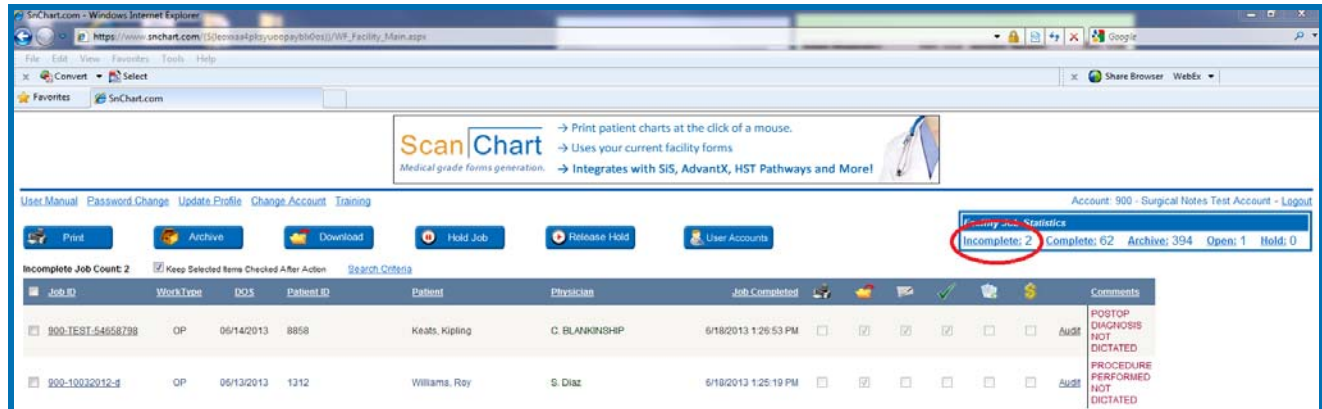 SnChart.com - Windows Internet Explorer
Google
File Edit View Favorites Tools Help
x Convert Select x Share Browser WebEx
Favorites SnChart.com
Scan Chart
Medical grade forms generation.
→ Print patient charts at the click of a mouse.
→ Uses your current facility forms
→ Integrates with SiS, AdvantX, HST Pathways and More!
User Manual Password Change Update Profile Change Account Training Account: 900 - Surgical Notes Test Account - Logout
Facility Job Statistics
Print Archive Download Hold Job Release Hold User Accounts
Incomplete: 2 Complete: 62 Archive: 394 Open: 1 Hold: 0
Incomplete Job Count: 2 Keep Selected Items Checked After Action Search Criteria
Job ID WorkType DOS Patient ID Patient Physician Job Completed Comments
900-TEST-54658798 OP 06/14/2013 8858 Keats, Kipling C. BLANKINSHIP 6/18/2013 1:26:53 PM Audit
POSTOP
DIAGNOSIS
NOT
DICTATED
900-10032012-d OP 06/13/2013 1312 Williams, Roy S. Diaz 6/18/2013 1:25:19 PM Audit
PROCEDURE
PERFORMED
NOT
DICTATED